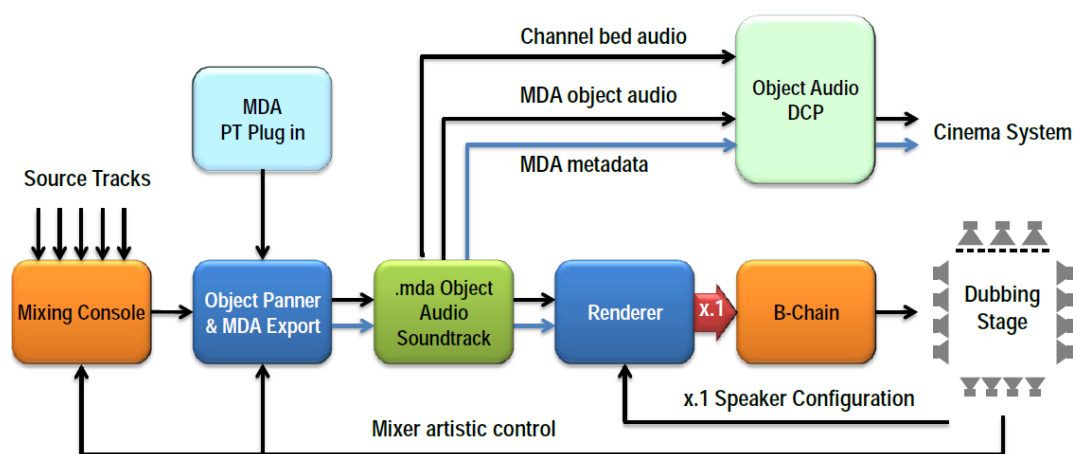 Channel bed audio
MDA
PT Plug in
MDA object audio
Object Audio
DCP
Cinema System
MDA metadata
Source Tracks
Mixing Console
Object Panner
& MDA Export
.mda Object
Audio
Soundtrack
Renderer
x.1
B-Chain
Dubbing
Stage
x.1 Speaker Configuration
Mixer artistic control